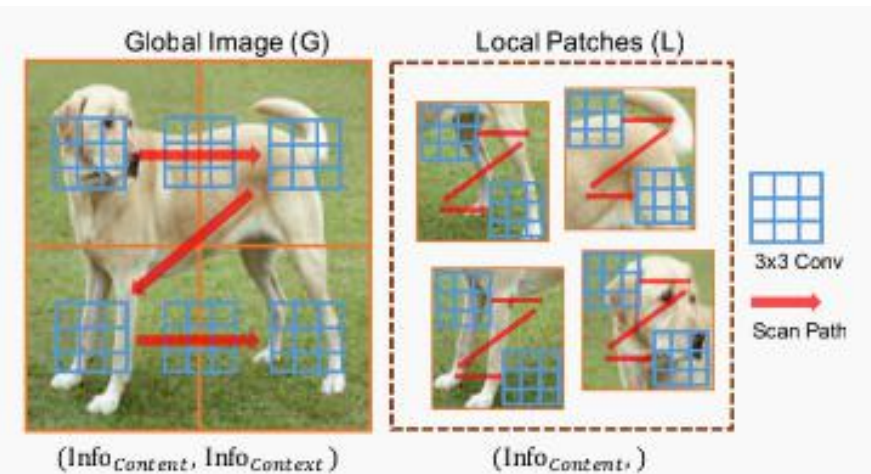 Global Image (G)
Local Patches (L)
3x3 Conv
Scan Path
(Info_Content, Info_Context)
(Info_Content, )